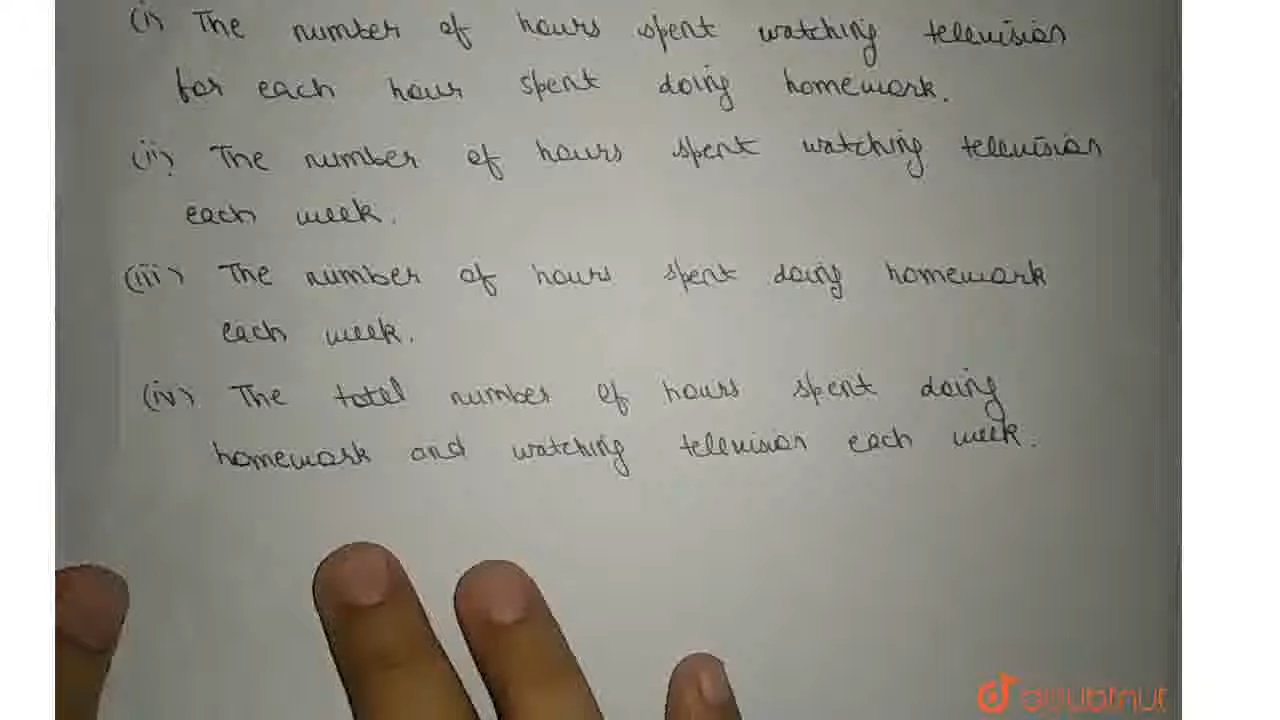 (i) The number of hours spent watching television
for each hour spent doing homework.
(ii) The number of hours spent watching television
each week.
(iii) The number of hours spent doing homework
each week.
(iv) The total number of hours spent doing
homework and watching television each week.
doubtnut